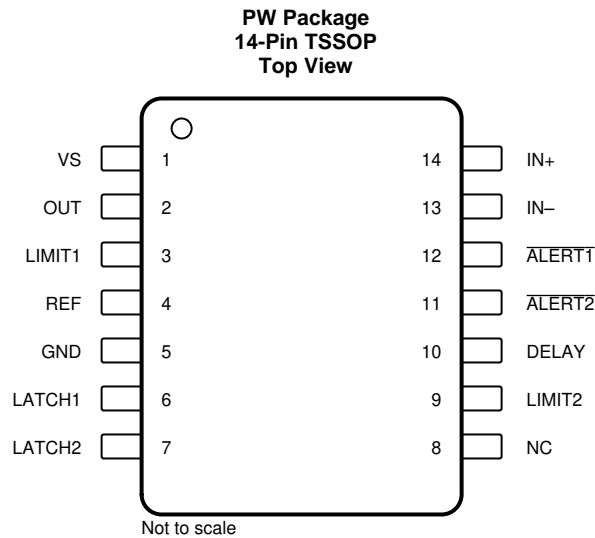 PW Package
14-Pin TSSOP
Top View
VS 1 14 IN+
OUT 2 13 IN–
LIMIT1 3 12 ALERT1
REF 4 11 ALERT2
GND 5 10 DELAY
LATCH1 6 9 LIMIT2
LATCH2 7 8 NC
Not to scale